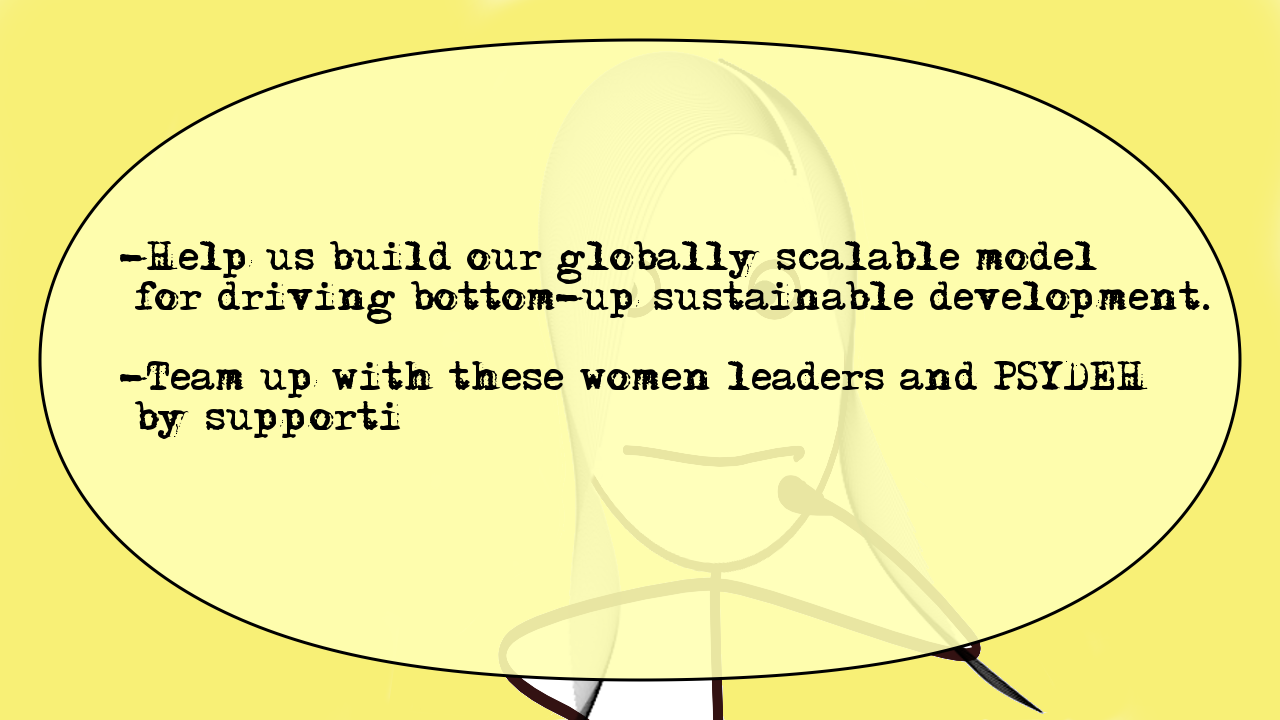 -Help us build our globally scalable model
for driving bottom-up sustainable development.
-Team up with these women leaders and PSYDEH
by supporti